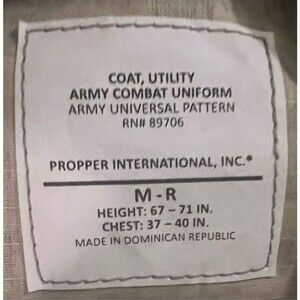 COAT, UTILITY
ARMY COMBAT UNIFORM
ARMY UNIVERSAL PATTERN
RN# 89706
PROPPER INTERNATIONAL, INC.®
M - R
HEIGHT: 67 – 71 IN.
CHEST: 37 – 40 IN.
MADE IN DOMINICAN REPUBLIC